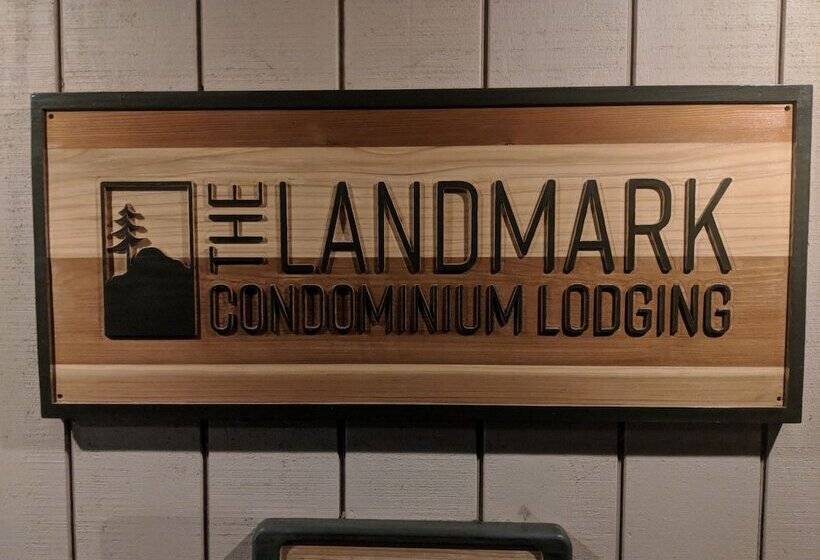 THE LANDMARK
CONDOMINIUM LODGING